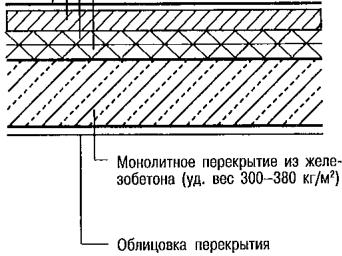 Монолитное перекрытие из желе-
зобетона (уд. вес 300–380 кг/м²)
Облицовка перекрытия